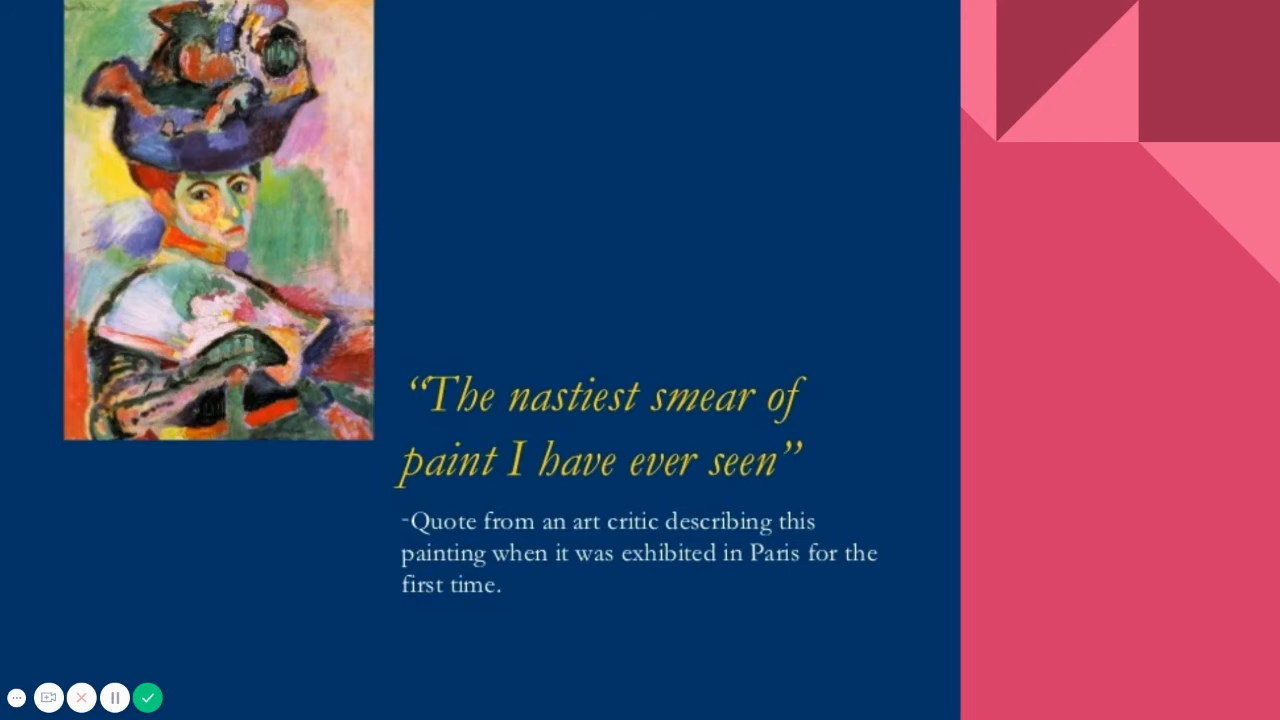 “The nastiest smear of
paint I have ever seen”
-Quote from an art critic describing this
painting when it was exhibited in Paris for the
first time.